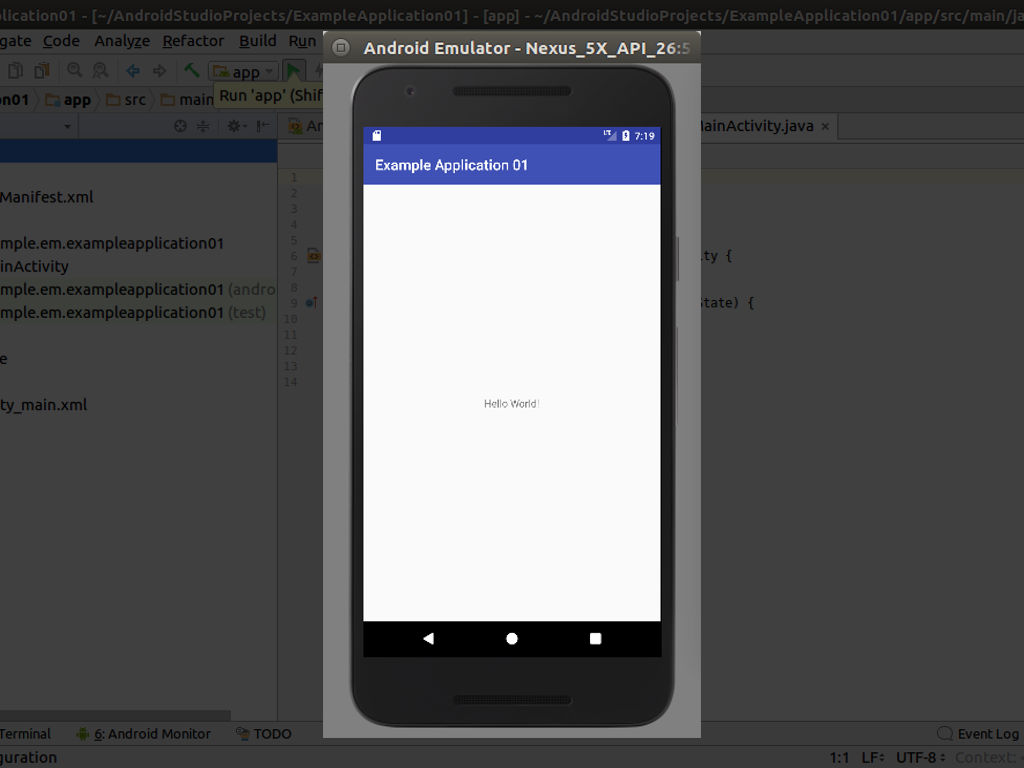 plication01 - [~/AndroidStudioProjects/ExampleApplication01] - [app] - ~/AndroidStudioProjects/ExampleApplication01/app/src/main/ja
gate Code Analyze Refactor Build Run
Android Emulator - Nexus_5X_API_26:5
app
n01 app src main
Run 'app' (Shif
An
MainActivity.java
7:19
Example Application 01
1
2
Manifest.xml
3
4
mple.em.exampleapplication01
5
6
ty {
inActivity
7
mple.em.exampleapplication01 (andro
8
9
State) {
mple.em.exampleapplication01 (test)
10
11
12
e
13
14
ty_main.xml
Hello World!
Terminal 6: Android Monitor TODO Event Log
guration 1:1 LF UTF-8 Context: